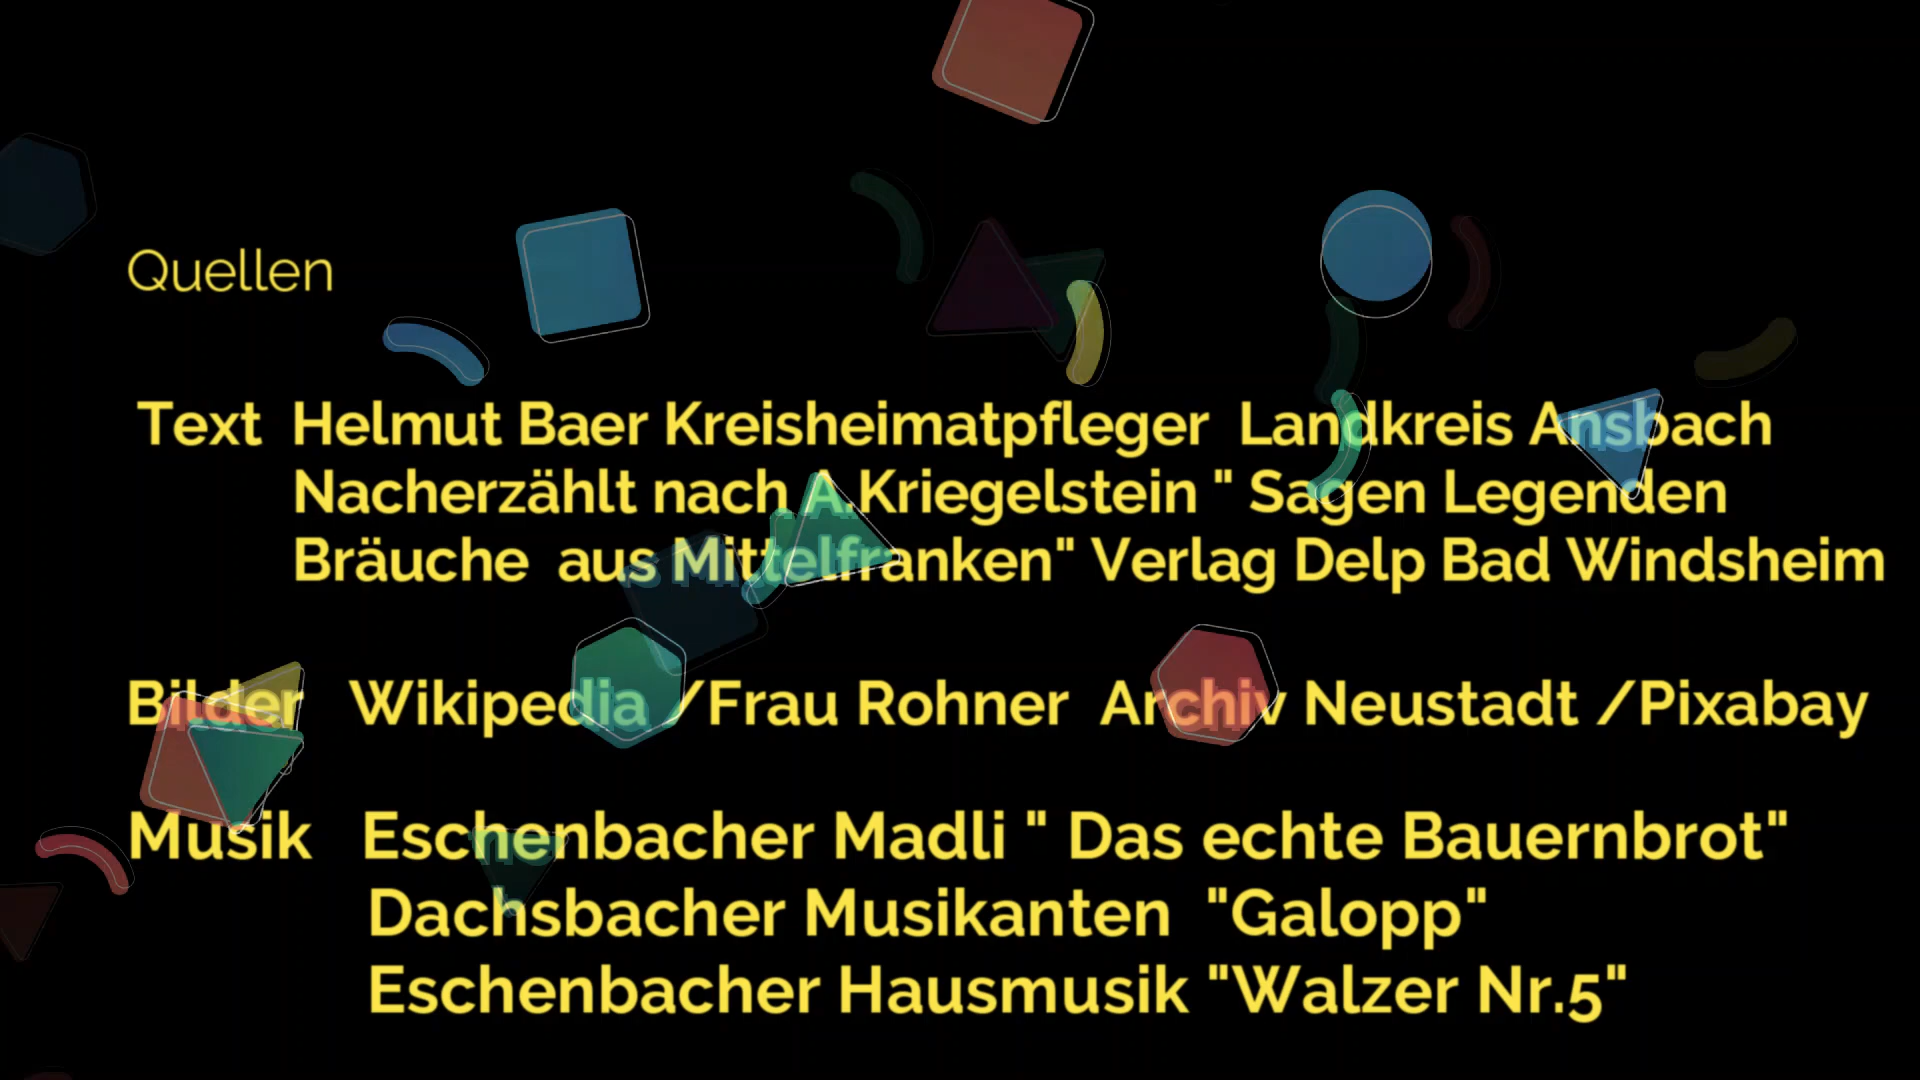 Quellen
Text Helmut Baer Kreisheimatpfleger Landkreis Ansbach
Nacherzählt nach A.Kriegelstein " Sagen Legenden
Bräuche aus Mittelfranken" Verlag Delp Bad Windsheim
Bilder Wikipedia /Frau Rohner Archiv Neustadt /Pixabay
Musik Eschenbacher Madli " Das echte Bauernbrot"
Dachsbacher Musikanten "Galopp"
Eschenbacher Hausmusik "Walzer Nr.5"